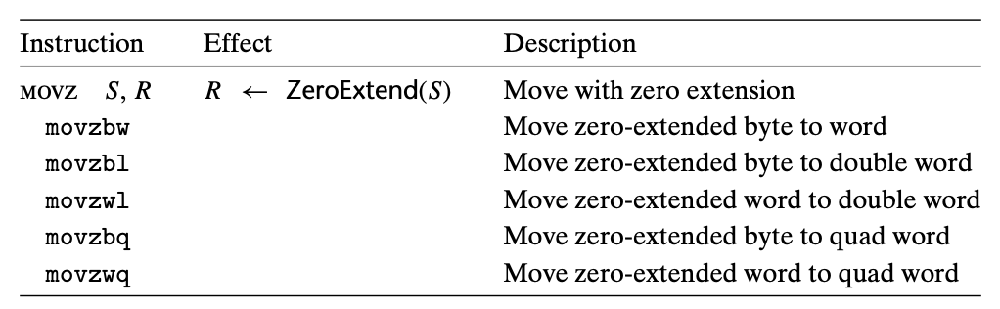 Instruction Effect Description
MOVZ S, R R ← ZeroExtend(S) Move with zero extension
movzbw Move zero-extended byte to word
movzbl Move zero-extended byte to double word
movzwl Move zero-extended word to double word
movzbq Move zero-extended byte to quad word
movzwq Move zero-extended word to quad word